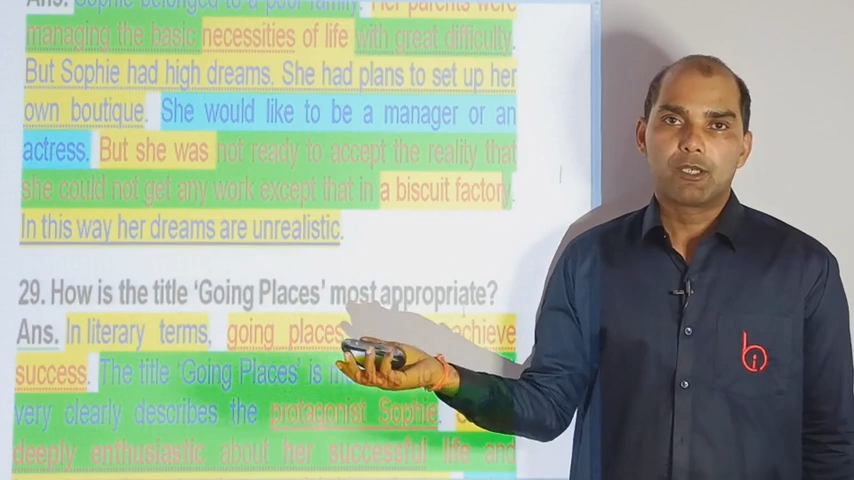 Ans. Sophie belonged to a poor family. Her parents were
managing the basic necessities of life with great difficulty.
But Sophie had high dreams. She had plans to set up her
own boutique. She would like to be a manager or an
actress. But she was not ready to accept the reality that
she could not get any work except that in a biscuit factory.
In this way her dreams are unrealistic.
29. How is the title 'Going Places' most appropriate?
Ans. In literary terms, going places achieve
success. The title 'Going Places' is
very clearly describes the protagonist Sophie.
deeply enthusiastic about her successful life and